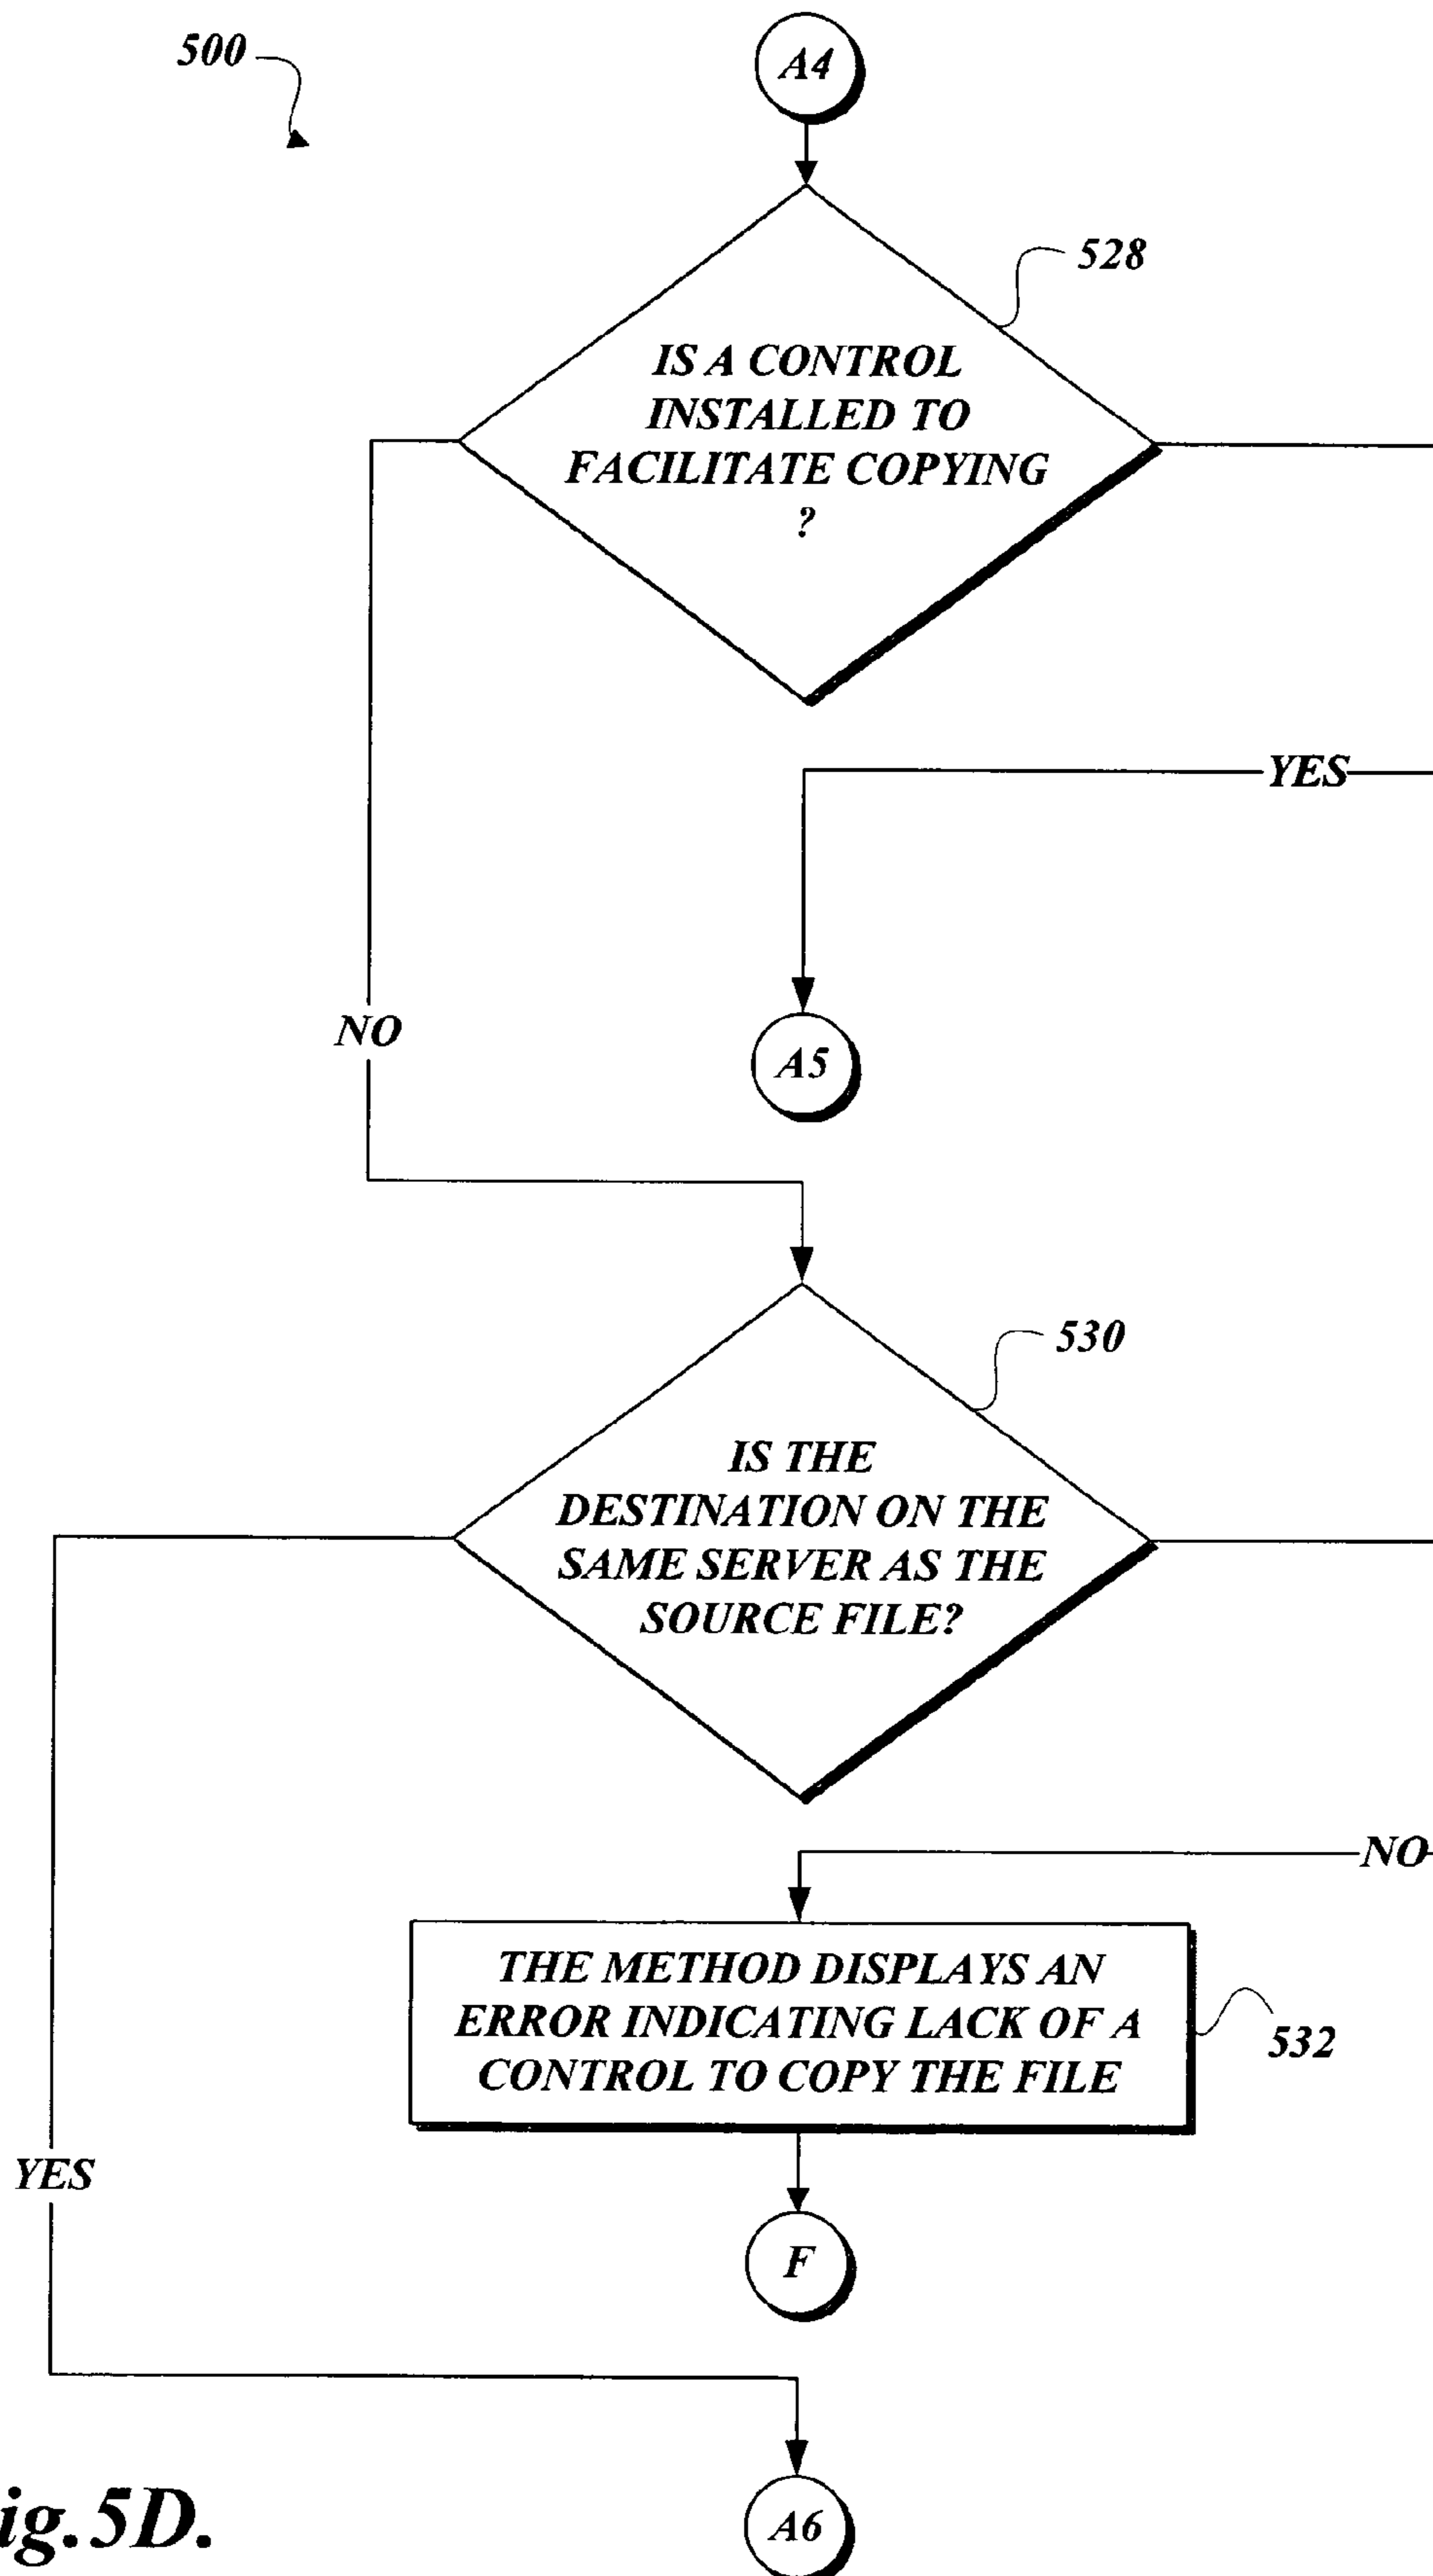 500
A4
528
IS A CONTROL
INSTALLED TO
FACILITATE COPYING
?
YES
NO
A5
530
IS THE
DESTINATION ON THE
SAME SERVER AS THE
SOURCE FILE?
NO
THE METHOD DISPLAYS AN
ERROR INDICATING LACK OF A
CONTROL TO COPY THE FILE
532
YES
F
A6
ig.5D.